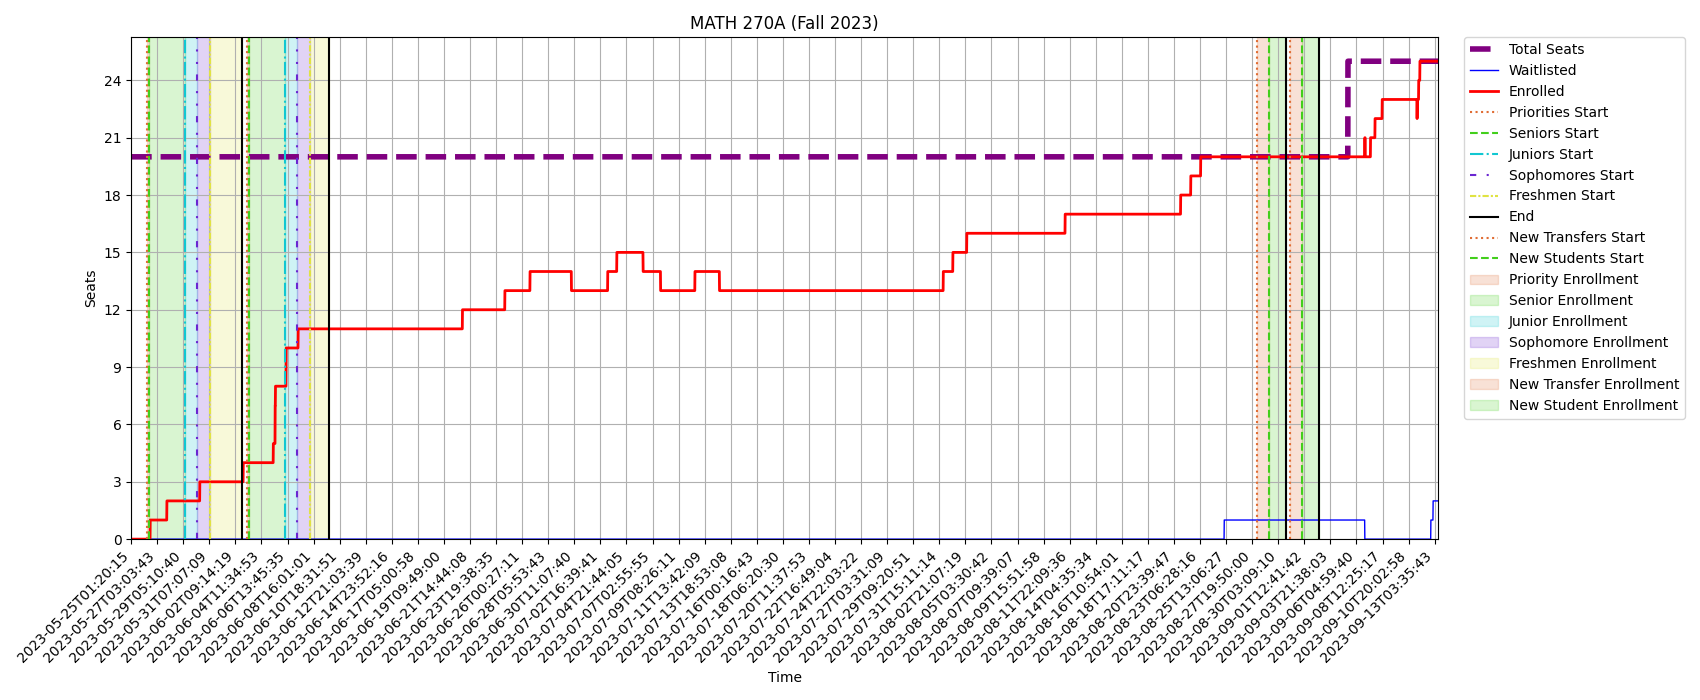 MATH 270A (Fall 2023)
Seats
24
21
18
15
12
9
6
3
0
2023-05-25T01:20:15
2023-05-27T03:03:43
2023-05-29T05:10:40
2023-05-31T07:07:09
2023-06-02T09:14:19
2023-06-04T11:34:53
2023-06-06T13:45:35
2023-06-08T16:01:01
2023-06-10T18:31:51
2023-06-12T21:03:39
2023-06-14T23:52:16
2023-06-17T05:00:58
2023-06-19T09:49:00
2023-06-21T14:44:08
2023-06-23T19:38:35
2023-06-26T00:27:11
2023-06-28T05:53:43
2023-06-30T11:07:40
2023-07-02T16:39:41
2023-07-04T21:44:05
2023-07-07T02:55:55
2023-07-09T08:26:11
2023-07-11T13:42:09
2023-07-13T18:53:08
2023-07-16T00:16:43
2023-07-18T06:20:30
2023-07-20T11:37:53
2023-07-22T16:49:04
2023-07-24T22:03:22
2023-07-27T03:31:09
2023-07-29T09:20:51
2023-07-31T15:11:14
2023-08-02T21:07:19
2023-08-05T03:30:42
2023-08-07T09:39:07
2023-08-09T15:51:58
2023-08-11T22:09:36
2023-08-14T04:35:34
2023-08-16T10:54:01
2023-08-18T17:11:17
2023-08-20T23:39:47
2023-08-23T06:28:16
2023-08-25T13:06:27
2023-08-27T19:50:00
2023-08-30T03:09:10
2023-09-01T12:41:42
2023-09-03T21:38:03
2023-09-06T04:59:40
2023-09-08T12:25:17
2023-09-10T20:02:58
2023-09-13T03:35:43
Time
Total Seats
Waitlisted
Enrolled
Priorities Start
Seniors Start
Juniors Start
Sophomores Start
Freshmen Start
End
New Transfers Start
New Students Start
Priority Enrollment
Senior Enrollment
Junior Enrollment
Sophomore Enrollment
Freshmen Enrollment
New Transfer Enrollment
New Student Enrollment